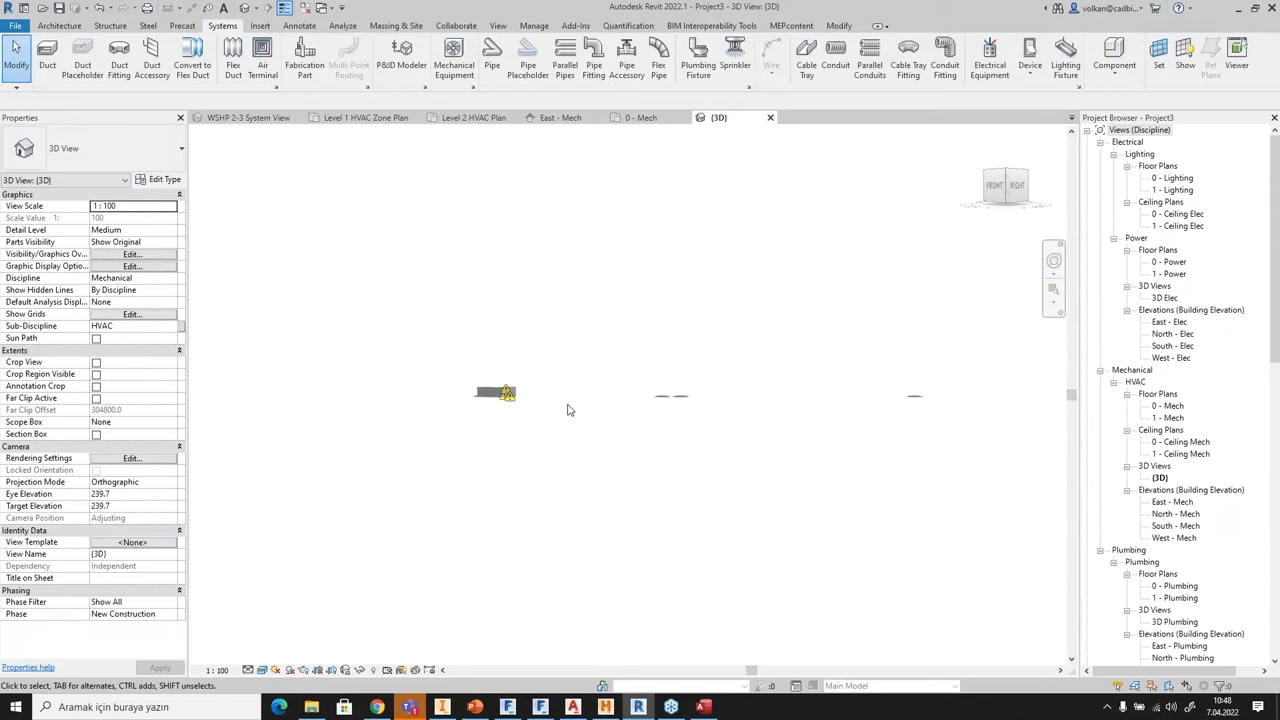 Autodesk Revit 2022.1 - Project3 - 3D View: {3D}
volkan@cadbi...
File Architecture Structure Steel Precast Systems Insert Annotate Analyze Massing & Site Collaborate View Manage Add-Ins Quantification BIM Interoperability Tools MEPcontent Modify
Modify
Duct
Duct Placeholder
Duct Fitting
Duct Accessory
Convert to Flex Duct
Flex Duct
Air Terminal
Fabrication Part
Multi-Point Routing
P&ID Modeler
Mechanical Equipment
Pipe
Pipe Placeholder
Parallel Pipes
Pipe Fitting
Pipe Accessory
Flex Pipe
Plumbing Fixture
Sprinkler
Wire
Cable Tray
Conduit
Parallel Conduits
Cable Tray Fitting
Conduit Fitting
Electrical Equipment
Device
Lighting Fixture
Component
Set
Show
Ref Plane
Viewer
Properties
WSHP 2-3 System View
Level 1 HVAC Zone Plan
Level 2 HVAC Plan
East - Mech
0 - Mech
{3D}
Project Browser - Project3
3D View
3D View: {3D}
Edit Type
Graphics
View Scale 1 : 100
Scale Value 1: 100
Detail Level Medium
Parts Visibility Show Original
Visibility/Graphics Ov... Edit...
Graphic Display Optio... Edit...
Discipline Mechanical
Show Hidden Lines By Discipline
Default Analysis Displ... None
Show Grids Edit...
Sub-Discipline HVAC
Sun Path
Extents
Crop View
Crop Region Visible
Annotation Crop
Far Clip Active
Far Clip Offset 304800.0
Scope Box None
Section Box
Camera
Rendering Settings Edit...
Locked Orientation
Projection Mode Orthographic
Eye Elevation 239.7
Target Elevation 239.7
Camera Position Adjusting
Identity Data
View Template <None>
View Name {3D}
Dependency Independent
Title on Sheet
Phasing
Phase Filter Show All
Phase New Construction
Properties help
Apply
FRONT RIGHT
Views (Discipline)
Electrical
Lighting
Floor Plans
0 - Lighting
1 - Lighting
Ceiling Plans
0 - Ceiling Elec
1 - Ceiling Elec
Power
Floor Plans
0 - Power
1 - Power
3D Views
3D Elec
Elevations (Building Elevation)
East - Elec
North - Elec
South - Elec
West - Elec
Mechanical
HVAC
Floor Plans
0 - Mech
1 - Mech
Ceiling Plans
0 - Ceiling Mech
1 - Ceiling Mech
3D Views
{3D}
Elevations (Building Elevation)
East - Mech
North - Mech
South - Mech
West - Mech
Plumbing
Plumbing
Floor Plans
0 - Plumbing
1 - Plumbing
3D Views
3D Plumbing
Elevations (Building Elevation)
East - Plumbing
North - Plumbing
1 : 100
Click to select, TAB for alternates, CTRL adds, SHIFT unselects.
:0
Main Model
:0
Aramak için buraya yazın
10:48
7.04.2022